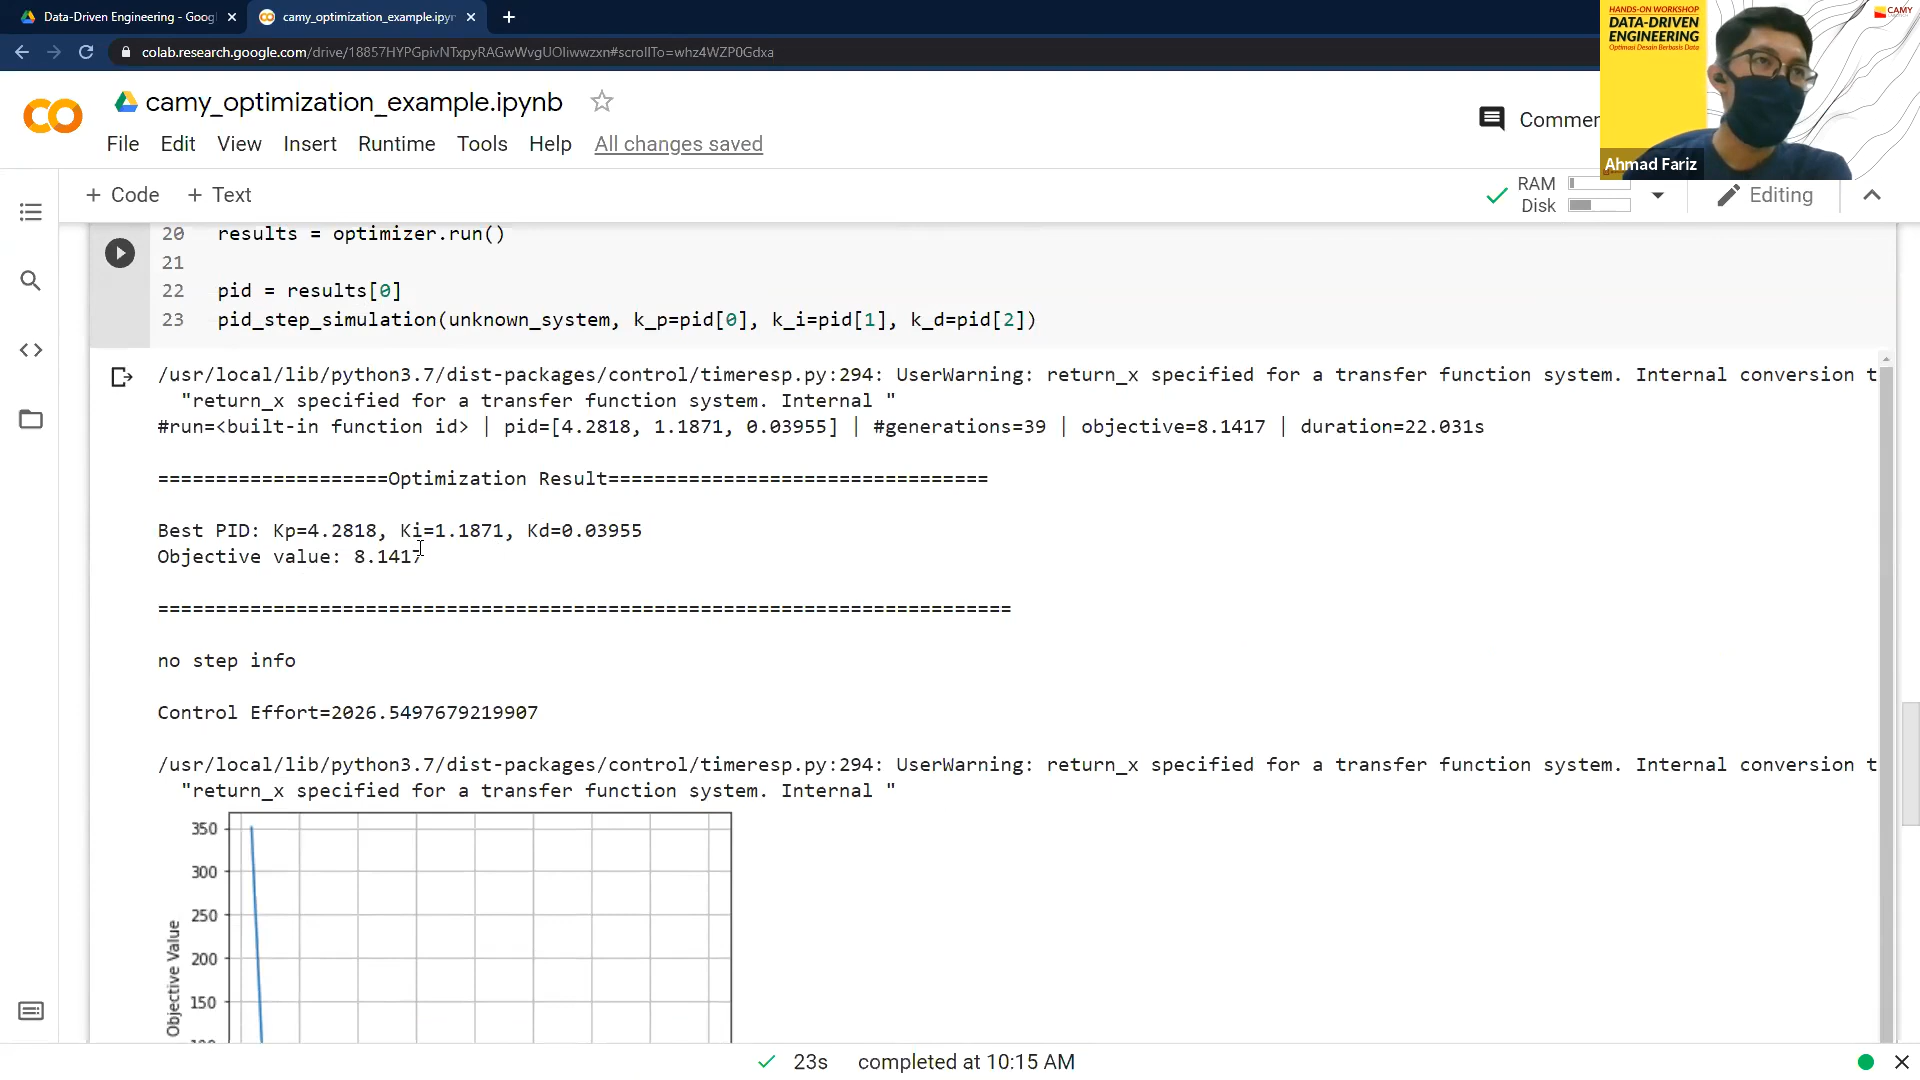 Data-Driven Engineering - Goog
camy_optimization_example.ipyn
colab.research.google.com/drive/18857HYPGpivNTxpyRAGwWvgUOIiwwzxn#scrollTo=whz4WZP0Gdxa
HANDS-ON WORKSHOP
DATA-DRIVEN
ENGINEERING
Optimasi Desain Berbasis Data
CAMY
Ahmad Fariz
camy_optimization_example.ipynb
File Edit View Insert Runtime Tools Help All changes saved
Commen
+ Code + Text
RAM
Disk
Editing
20 results = optimizer.run()
21
22 pid = results[0]
23 pid_step_simulation(unknown_system, k_p=pid[0], k_i=pid[1], k_d=pid[2])
/usr/local/lib/python3.7/dist-packages/control/timeresp.py:294: UserWarning: return_x specified for a transfer function system. Internal conversion t
"return_x specified for a transfer function system. Internal "
#run=<built-in function id> | pid=[4.2818, 1.1871, 0.03955] | #generations=39 | objective=8.1417 | duration=22.031s
====================Optimization Result=================================
Best PID: Kp=4.2818, Ki=1.1871, Kd=0.03955
Objective value: 8.1417
==========================================================================
no step info
Control Effort=2026.5497679219907
/usr/local/lib/python3.7/dist-packages/control/timeresp.py:294: UserWarning: return_x specified for a transfer function system. Internal conversion t
"return_x specified for a transfer function system. Internal "
350
300
250
200
150
Objective Value
23s completed at 10:15 AM